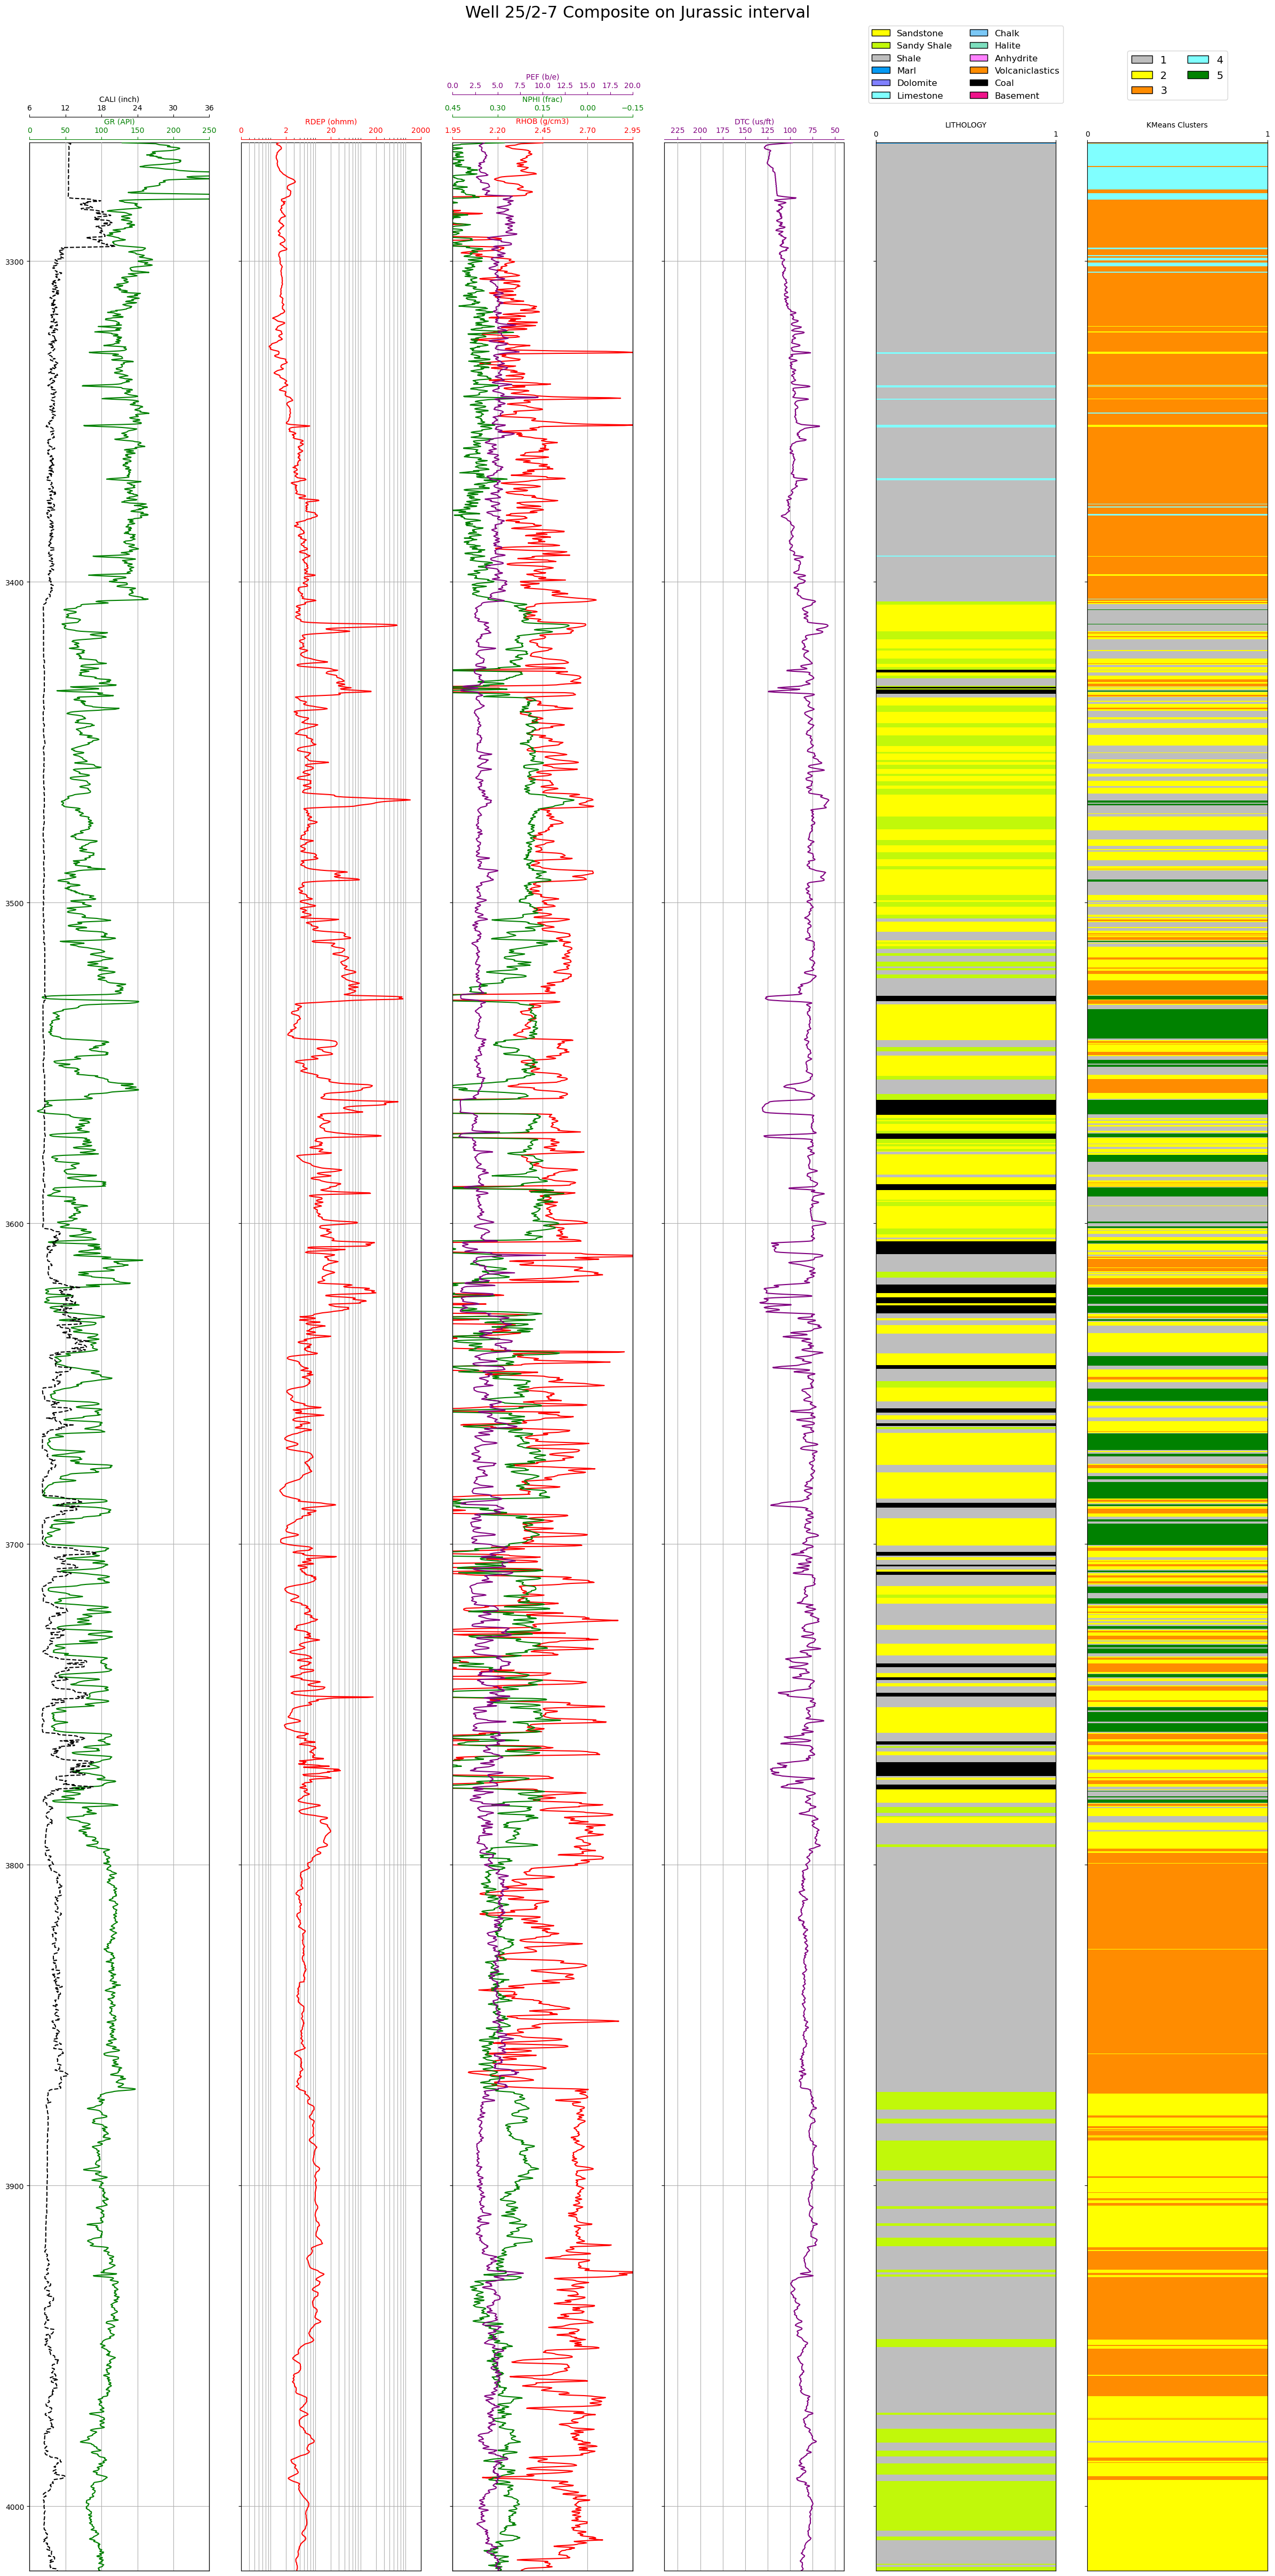 Well 25/2-7 Composite on Jurassic interval
Sandstone Chalk
Sandy Shale Halite
Shale Anhydrite
Marl Volcaniclastics
Dolomite Coal
Limestone Basement
1 4
2 5
3
PEF (b/e)
0.0 2.5 5.0 7.5 10.0 12.5 15.0 17.5 20.0
CALI (inch)
6 12 18 24 30 36
NPHI (frac)
0.45 0.30 0.15 0.00 −0.15
GR (API)
0 50 100 150 200 250
RDEP (ohmm)
0 2 20 200 2000
RHOB (g/cm3)
1.95 2.20 2.45 2.70 2.95
DTC (us/ft)
225 200 175 150 125 100 75 50
LITHOLOGY
0 1
KMeans Clusters
0 1
3300
3400
3500
3600
3700
3800
3900
4000